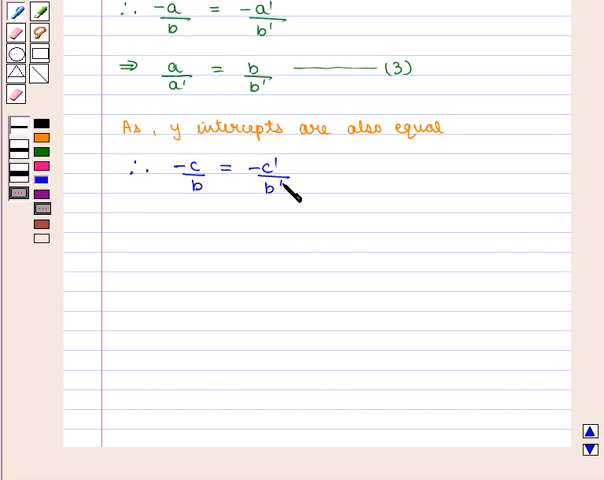 ∴ -a/b = -a'/b'
⇒ a/a' = b/b' ——— (3)
As, y intercepts are also equal
∴ -c/b = -c'/b'